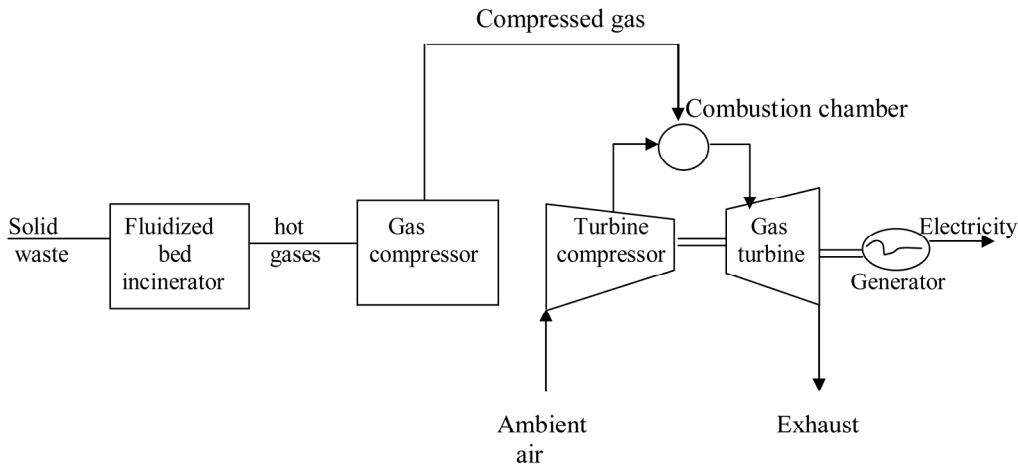 Compressed gas
Combustion chamber
Solid
waste
Fluidized
bed
incinerator
hot
gases
Gas
compressor
Turbine
compressor
Gas
turbine
Electricity
Generator
Ambient
air
Exhaust